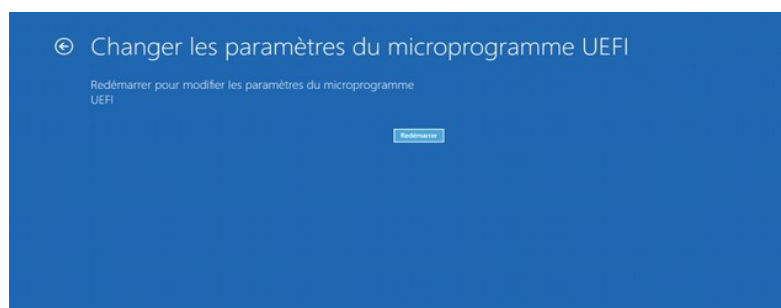 Changer les paramètres du microprogramme UEFI
Redémarrer pour modifier les paramètres du microprogramme
UEFI
Redémarrer